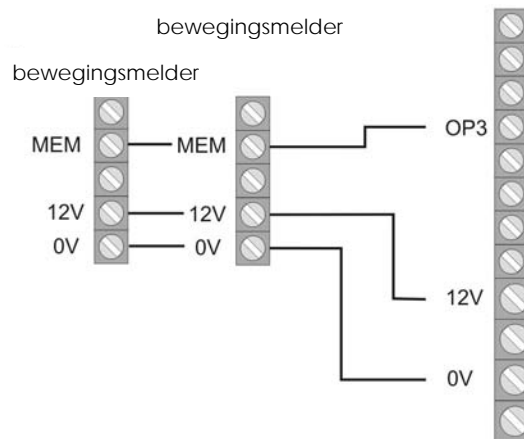 bewegingsmelder
bewegingsmelder
MEM MEM OP3
12V 12V
0V 0V
12V
0V